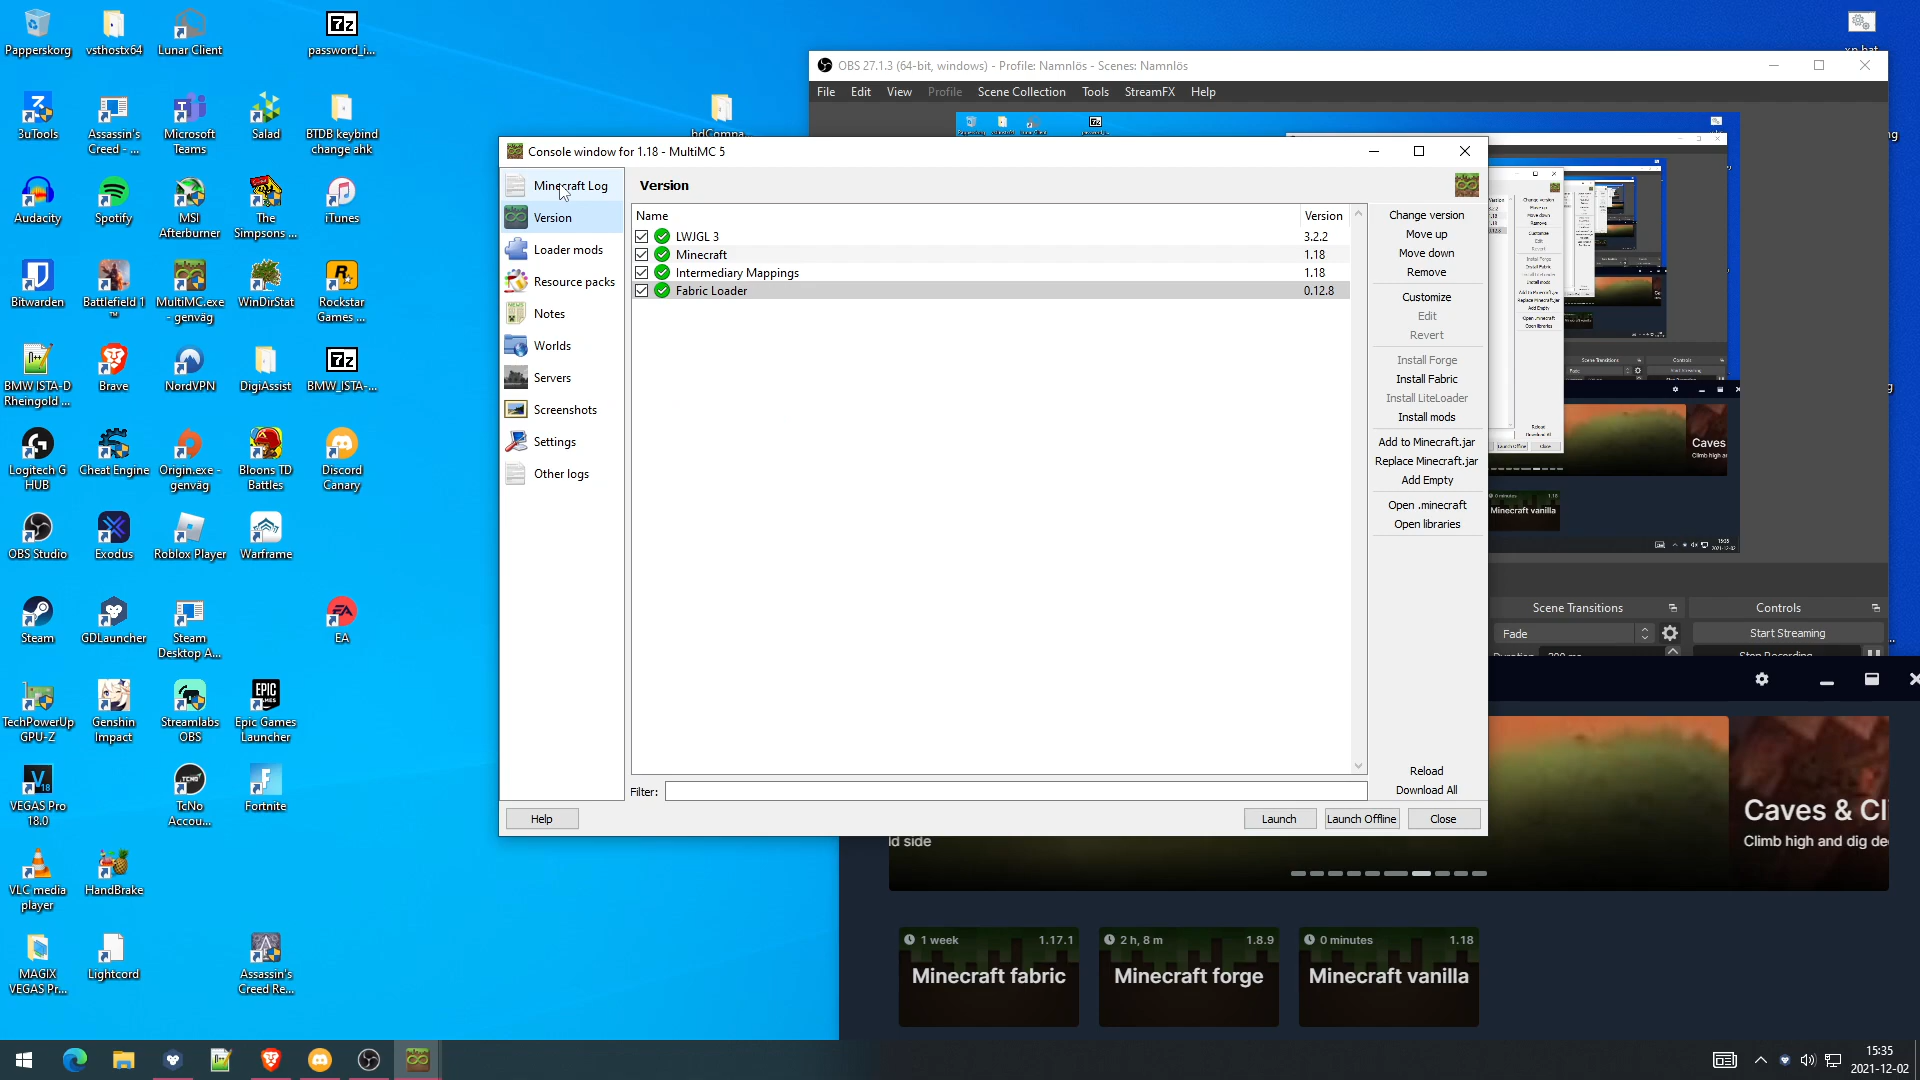 Papperskorg
vsthostx64
Lunar Client
password_i...
3uTools
Assassin's
Creed - ...
Microsoft
Teams
Salad
BTDB keybind
change ahk
Audacity
Spotify
MSI
Afterburner
The
Simpsons ...
iTunes
Bitwarden
Battlefield 1
™
MultiMC.exe
- genväg
WinDirStat
Rockstar
Games ...
BMW ISTA-D
Rheingold ...
Brave
NordVPN
DigiAssist
BMW_ISTA-...
Logitech G
HUB
Cheat Engine
Origin.exe -
genväg
Bloons TD
Battles
Discord
Canary
OBS Studio
Exodus
Roblox Player
Warframe
Steam
GDLauncher
Steam
Desktop A...
EA
TechPowerUp
GPU-Z
Genshin
Impact
Streamlabs
OBS
Epic Games
Launcher
VEGAS Pro
18.0
TcNo
Accou...
Fortnite
VLC media
player
HandBrake
MAGIX
VEGAS Pr...
Lightcord
Assassin's
Creed Re...
OBS 27.1.3 (64-bit, windows) - Profile: Namnlös - Scenes: Namnlös
File Edit View Profile Scene Collection Tools StreamFX Help
Console window for 1.18 - MultiMC 5
Minecraft Log
Version
Loader mods
Resource packs
Notes
Worlds
Servers
Screenshots
Settings
Other logs
Version
Name Version
LWJGL 3 3.2.2
Minecraft 1.18
Intermediary Mappings 1.18
Fabric Loader 0.12.8
Change version
Move up
Move down
Remove
Customize
Edit
Revert
Install Forge
Install Fabric
Install LiteLoader
Install mods
Add to Minecraft.jar
Replace Minecraft.jar
Add Empty
Open .minecraft
Open libraries
Reload
Download All
Filter:
Help
Launch
Launch Offline
Close
Caves
Climb high ar
0 minutes 1.18
Minecraft vanilla
Scene Transitions
Controls
Fade
Start Streaming
Stop Recording
ld side
Caves & Cl
Climb high and dig de
1 week 1.17.1
Minecraft fabric
2 h, 8 m 1.8.9
Minecraft forge
0 minutes 1.18
Minecraft vanilla
15:35
2021-12-02